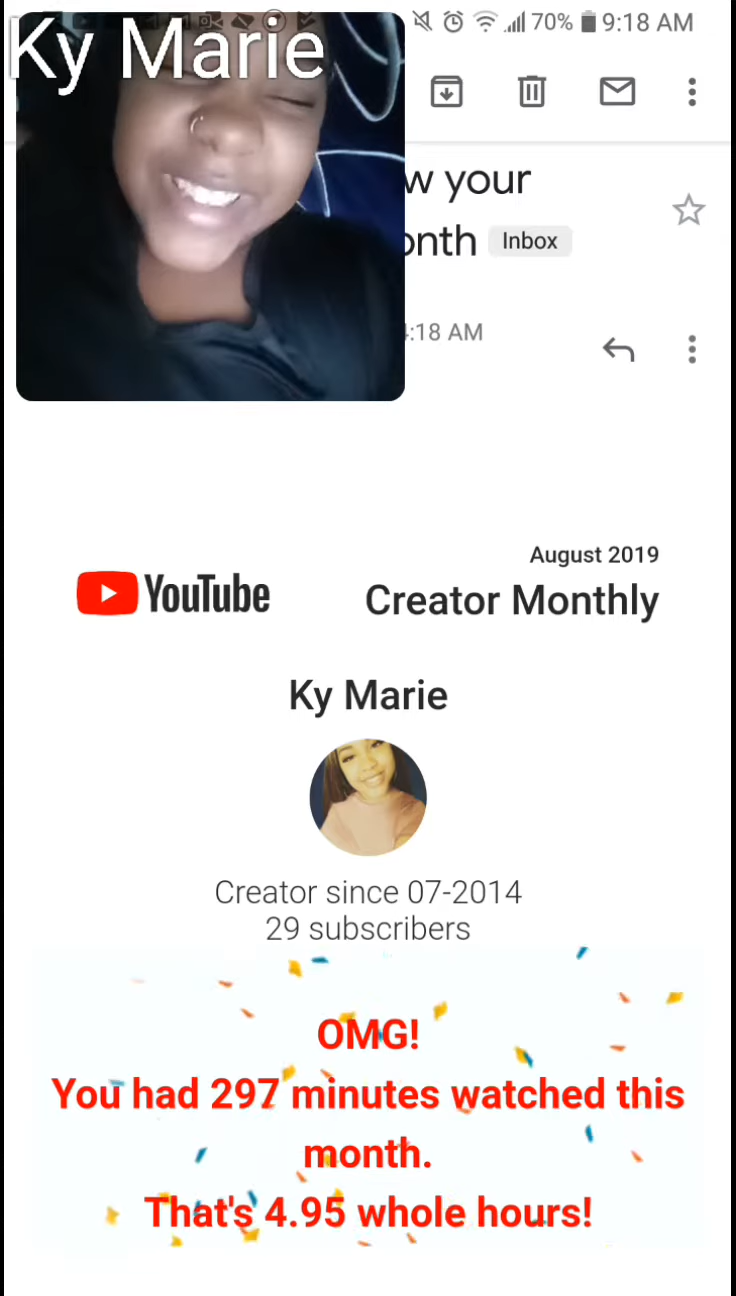 Ky Marie
70% 9:18 AM
w your
onth Inbox
:18 AM
YouTube
August 2019
Creator Monthly
Ky Marie
Creator since 07-2014
29 subscribers
OMG!
You had 297 minutes watched this
month.
That's 4.95 whole hours!